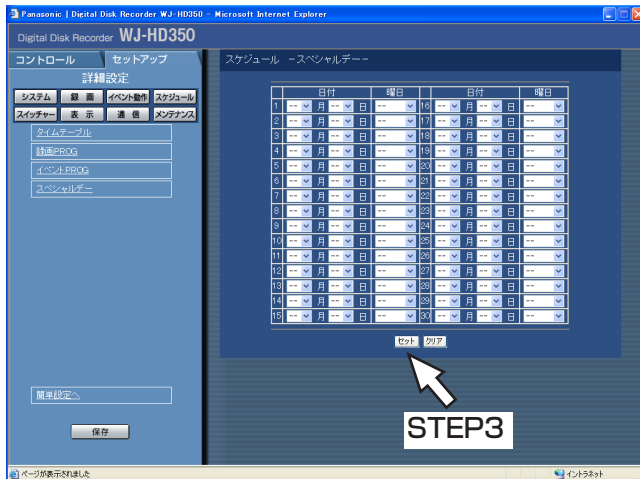 Panasonic | Digital Disk Recorder WJ-HD350 - Microsoft Internet Explorer
Digital Disk Recorder WJ-HD350
コントロール セットアップ
詳細設定
システム 録 画 イベント動作 スケジュール
スイッチャー 表 示 通 信 メンテナンス
タイムテーブル
録画PROG
イベントPROG
スペシャルデー
簡単設定へ
保存
スケジュール －スペシャルデー－
日付 曜日 日付 曜日
1 -- 月 -- 日 -- 16 -- 月 -- 日 --
2 -- 月 -- 日 -- 17 -- 月 -- 日 --
3 -- 月 -- 日 -- 18 -- 月 -- 日 --
4 -- 月 -- 日 -- 19 -- 月 -- 日 --
5 -- 月 -- 日 -- 20 -- 月 -- 日 --
6 -- 月 -- 日 -- 21 -- 月 -- 日 --
7 -- 月 -- 日 -- 22 -- 月 -- 日 --
8 -- 月 -- 日 -- 23 -- 月 -- 日 --
9 -- 月 -- 日 -- 24 -- 月 -- 日 --
10 -- 月 -- 日 -- 25 -- 月 -- 日 --
11 -- 月 -- 日 -- 26 -- 月 -- 日 --
12 -- 月 -- 日 -- 27 -- 月 -- 日 --
13 -- 月 -- 日 -- 28 -- 月 -- 日 --
14 -- 月 -- 日 -- 29 -- 月 -- 日 --
15 -- 月 -- 日 -- 30 -- 月 -- 日 --
セット クリア
STEP3
ページが表示されました イントラネット